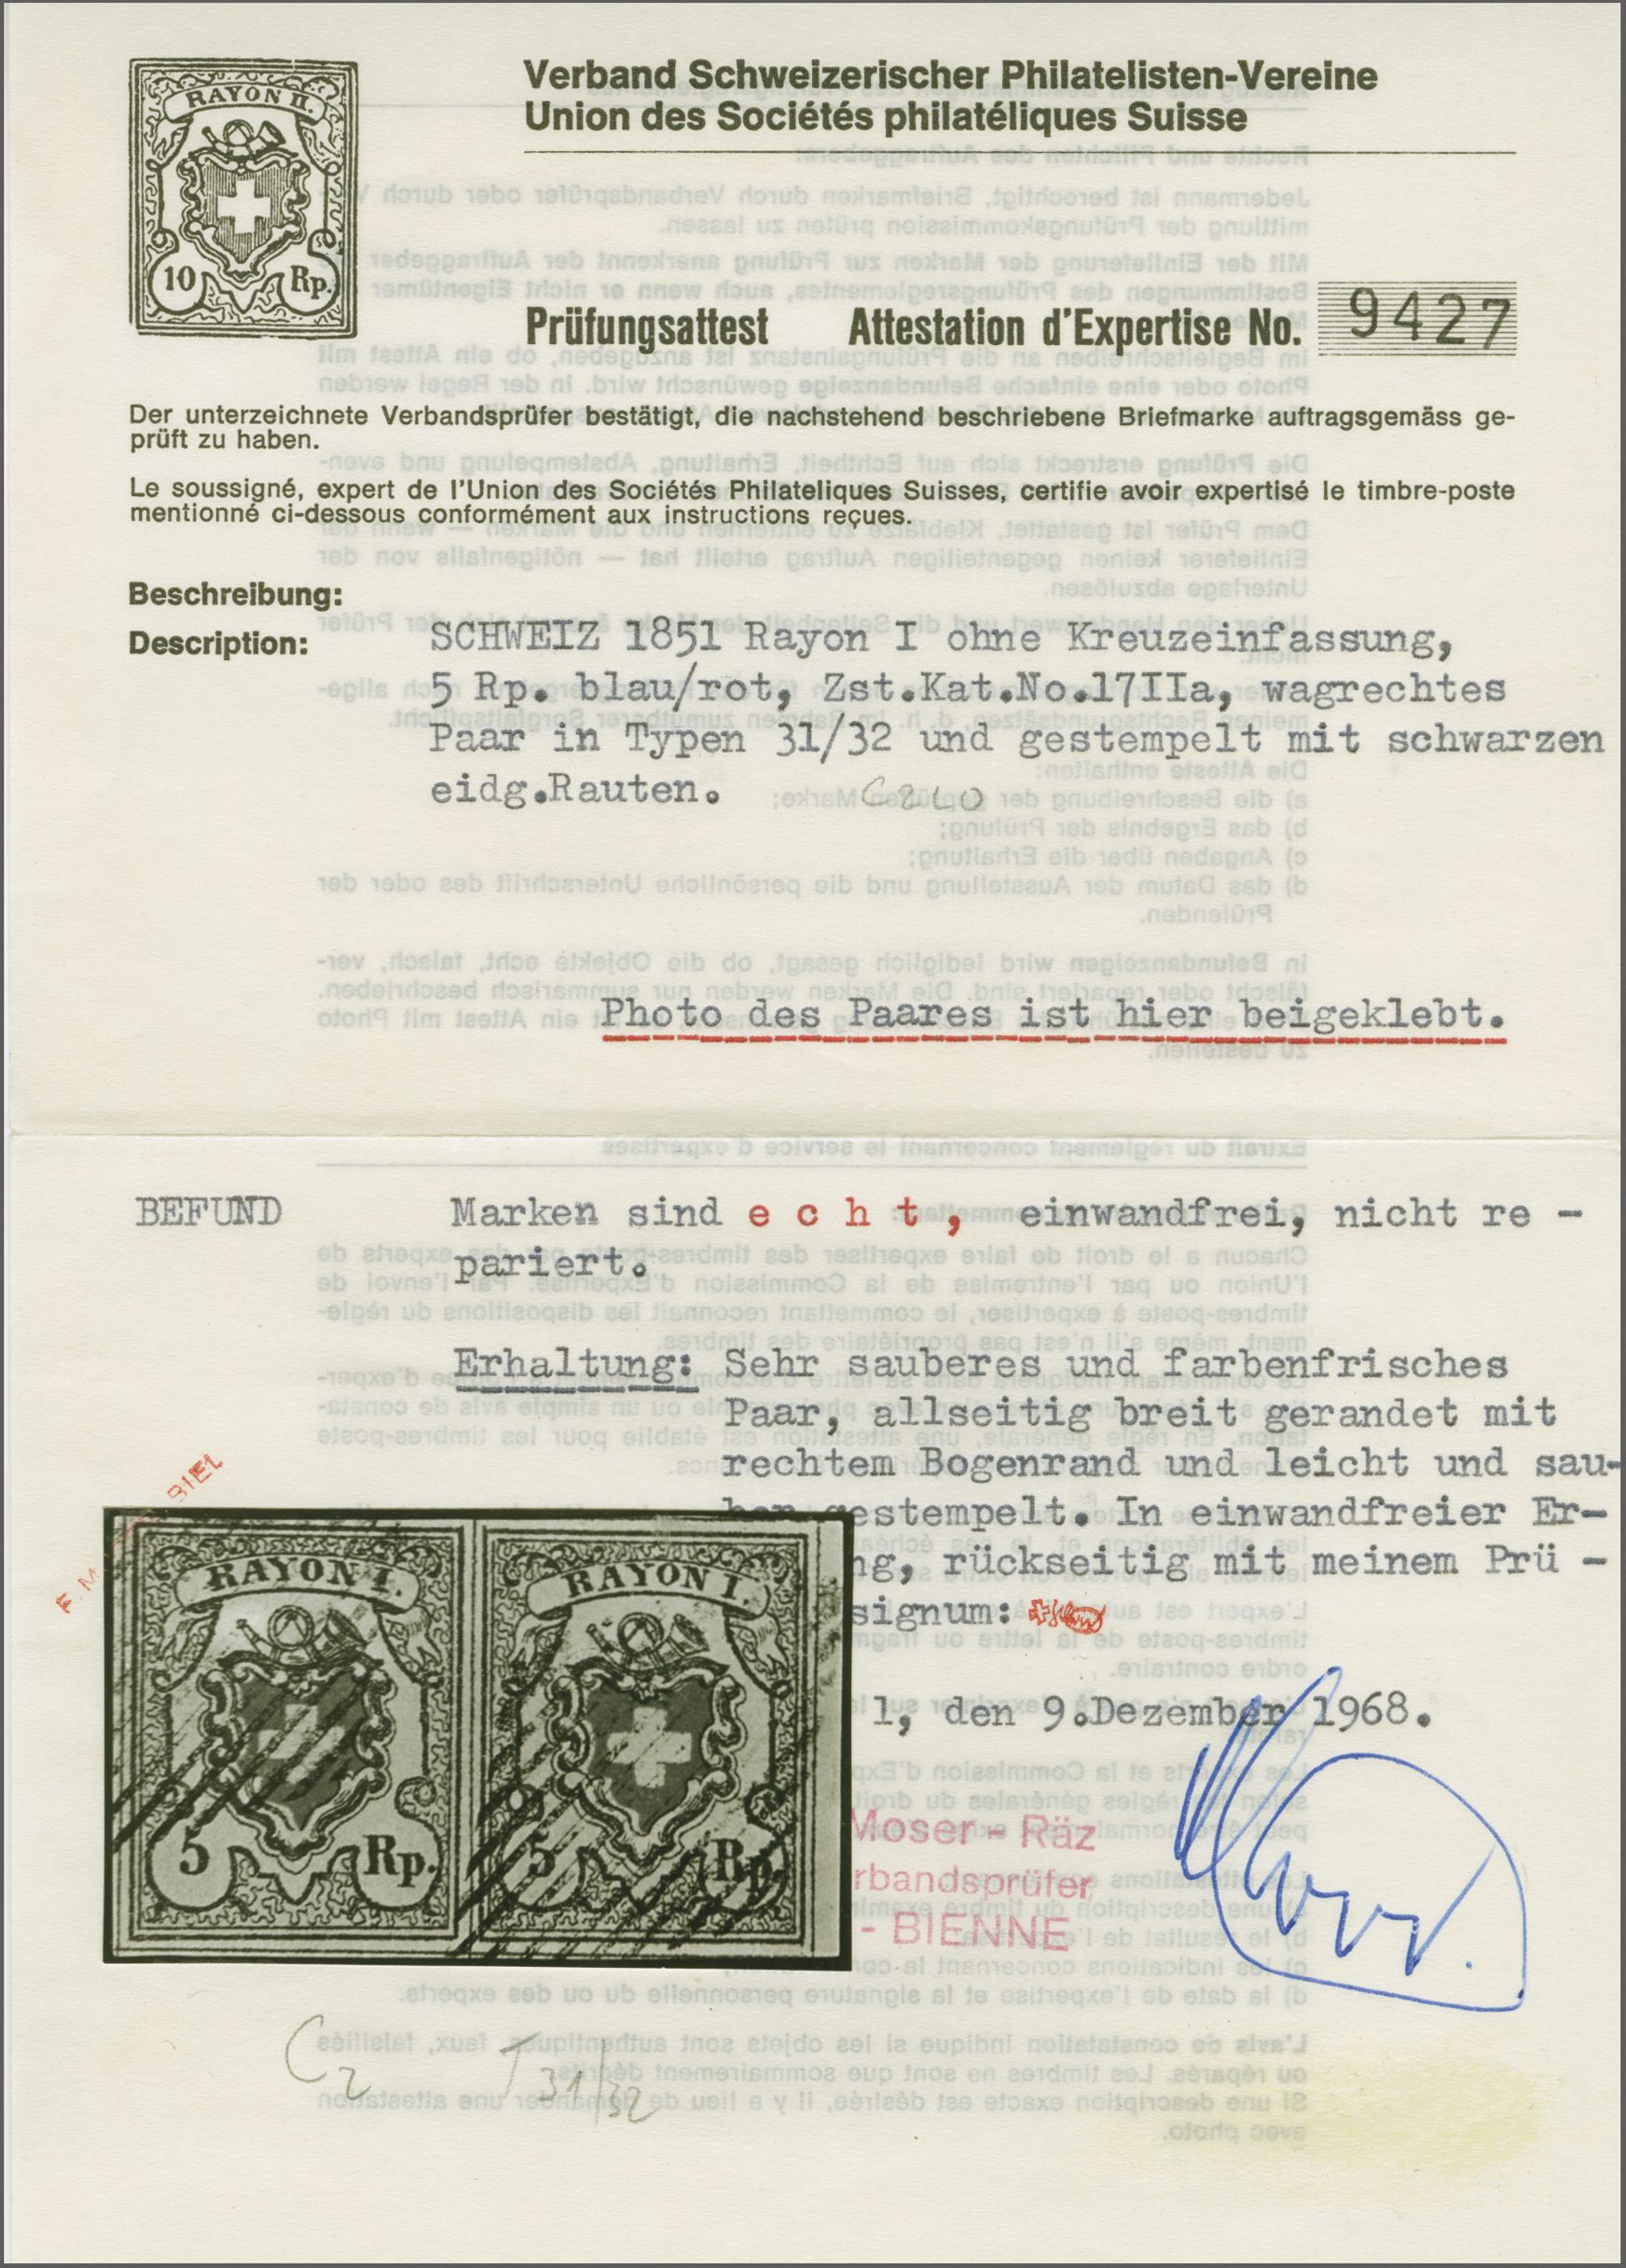 RAYON II.
10 Rp.
Verband Schweizerischer Philatelisten-Vereine
Union des Sociétés philatéliques Suisse
Prüfungsattest Attestation d'Expertise No. 9427
Der unterzeichnete Verbandsprüfer bestätigt, die nachstehend beschriebene Briefmarke auftragsgemäss ge-
prüft zu haben.
Le soussigné, expert de l'Union des Sociétés Philateliques Suisses, certifie avoir expertisé le timbre-poste
mentionné ci-dessous conformément aux instructions reçues.
Beschreibung:
Description: SCHWEIZ 1851 Rayon I ohne Kreuzeinfassung,
5 Rp. blau/rot, Zst.Kat.No.17IIa, wagrechtes
Paar in Typen 31/32 und gestempelt mit schwarzen
eidg.Rauten.
Photo des Paares ist hier beigeklebt.
BEFUND Marken sind e c h t, einwandfrei, nicht re -
pariert.
Erhaltung: Sehr sauberes und farbenfrisches
Paar, allseitig breit gerandet mit
rechtem Bogenrand und leicht und sau-
ber gestempelt. In einwandfreier Er-
ng, rückseitig mit meinem Prü -
signum:
BIEL
F. M
l, den 9.Dezember 1968.
RAYON I. RAYON I.
5 Rp. 5 Rp.
Moser - Räz
rbandsprüfer
- BIENNE
C2 T 31/32